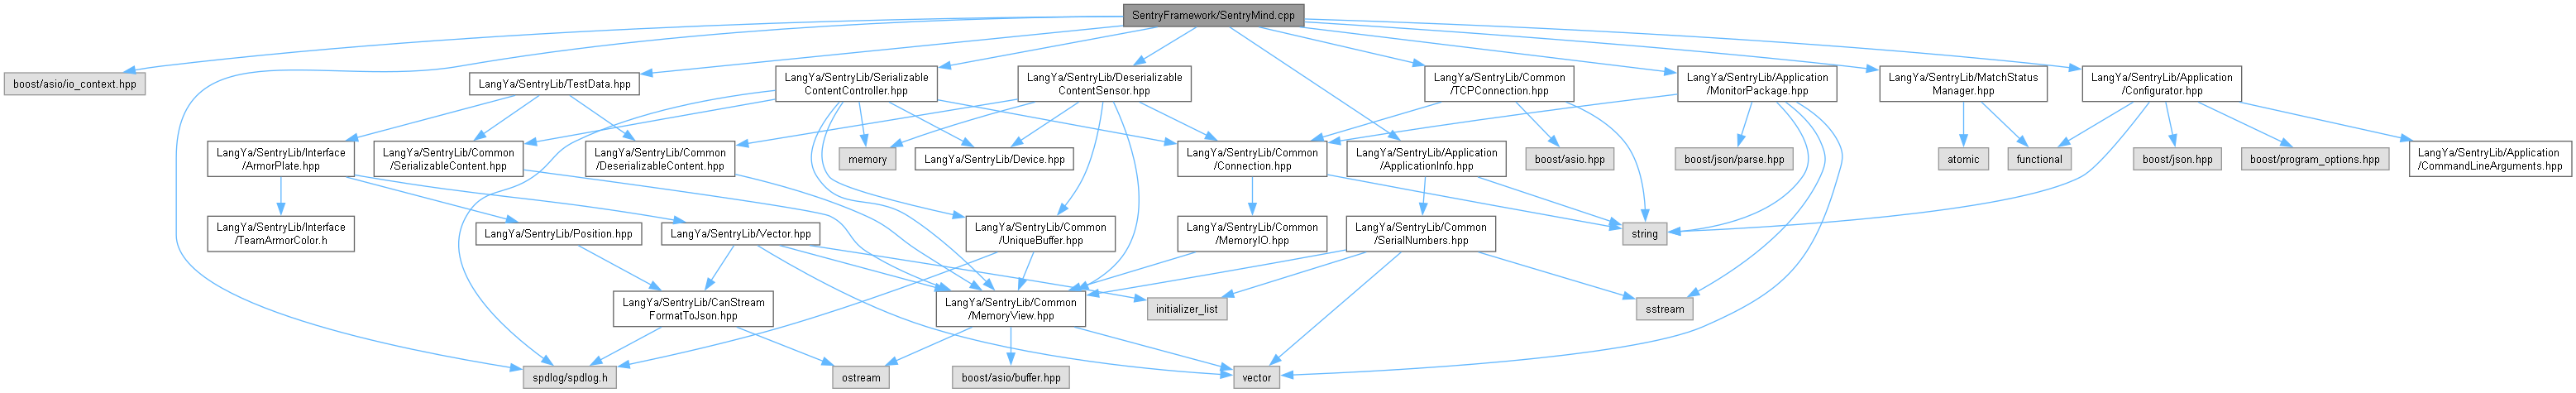 SentryFramework/SentryMind.cpp
boost/asio/io_context.hpp
LangYa/SentryLib/TestData.hpp
LangYa/SentryLib/Serializable
ContentController.hpp
LangYa/SentryLib/Deserializable
ContentSensor.hpp
LangYa/SentryLib/Common
/TCPConnection.hpp
LangYa/SentryLib/Application
/MonitorPackage.hpp
LangYa/SentryLib/MatchStatus
Manager.hpp
LangYa/SentryLib/Application
/Configurator.hpp
LangYa/SentryLib/Interface
/ArmorPlate.hpp
LangYa/SentryLib/Common
/SerializableContent.hpp
LangYa/SentryLib/Common
/DeserializableContent.hpp
memory
LangYa/SentryLib/Device.hpp
LangYa/SentryLib/Common
/Connection.hpp
LangYa/SentryLib/Application
/ApplicationInfo.hpp
boost/asio.hpp
boost/json/parse.hpp
atomic
functional
boost/json.hpp
boost/program_options.hpp
LangYa/SentryLib/Application
/CommandLineArguments.hpp
LangYa/SentryLib/Interface
/TeamArmorColor.h
LangYa/SentryLib/Position.hpp
LangYa/SentryLib/Vector.hpp
LangYa/SentryLib/Common
/UniqueBuffer.hpp
LangYa/SentryLib/Common
/MemoryIO.hpp
LangYa/SentryLib/Common
/SerialNumbers.hpp
string
LangYa/SentryLib/CanStream
FormatToJson.hpp
LangYa/SentryLib/Common
/MemoryView.hpp
initializer_list
sstream
spdlog/spdlog.h
ostream
boost/asio/buffer.hpp
vector